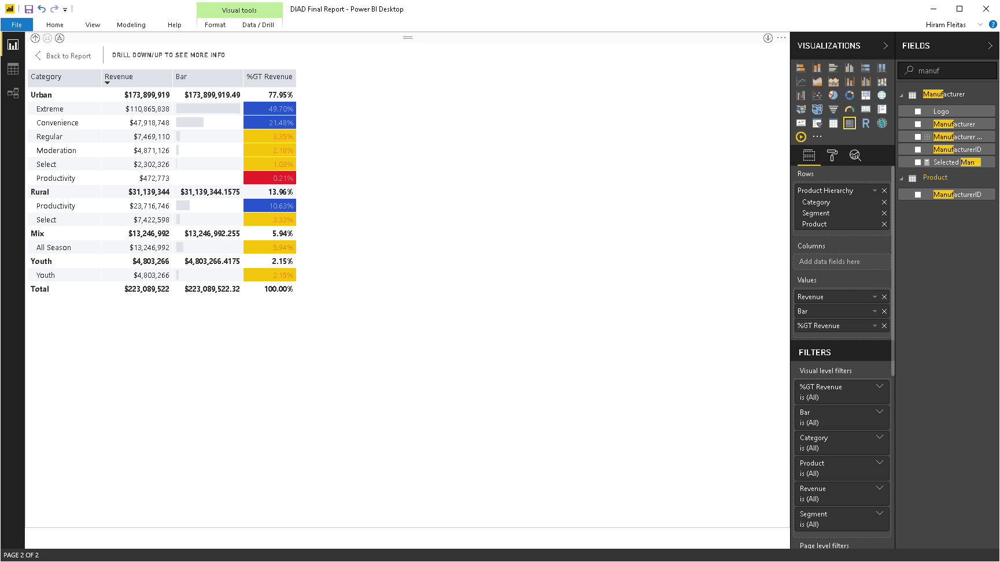 Visual tools
DIAD Final Report - Power BI Desktop
File Home View Modeling Help Format Data / Drill
Hiram Fleitas
Back to Report
DRILL DOWN/UP TO SEE MORE INFO
Category Revenue Bar %GT Revenue
Urban $173,899,919 $173,899,919.49 77.95%
Extreme $110,865,838 49.70%
Convenience $47,918,748 21.48%
Regular $7,469,110 3.35%
Moderation $4,871,126 2.18%
Select $2,302,326 1.03%
Productivity $472,773 0.21%
Rural $31,139,344 $31,139,344.1575 13.96%
Productivity $23,716,746 10.63%
Select $7,422,598 3.33%
Mix $13,246,992 $13,246,992.255 5.94%
All Season $13,246,992 5.94%
Youth $4,803,266 $4,803,266.4175 2.15%
Youth $4,803,266 2.15%
Total $223,089,522 $223,089,522.32 100.00%
VISUALIZATIONS
R
Rows
Product Hierarchy
Category
Segment
Product
Columns
Add data fields here
Values
Revenue
Bar
%GT Revenue
FILTERS
Visual level filters
%GT Revenue
is (All)
Bar
is (All)
Category
is (All)
Product
is (All)
Revenue
is (All)
Segment
is (All)
Page level filters
FIELDS
manuf
Manufacturer
Logo
Manufacturer
Manufacturer ...
ManufacturerID
Selected Man...
Product
ManufacturerID
PAGE 2 OF 2